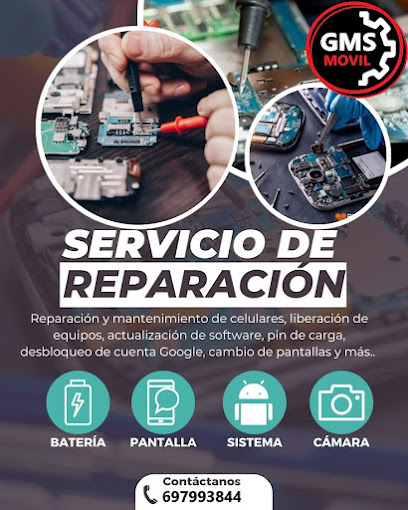 GMS
MOVIL
SERVICIO DE
REPARACIÓN
Reparación y mantenimiento de celulares, liberación de
equipos, actualización de software, pin de carga,
desbloqueo de cuenta Google, cambio de pantallas y más..
BATERÍA PANTALLA SISTEMA CÁMARA
Contáctanos
697993844